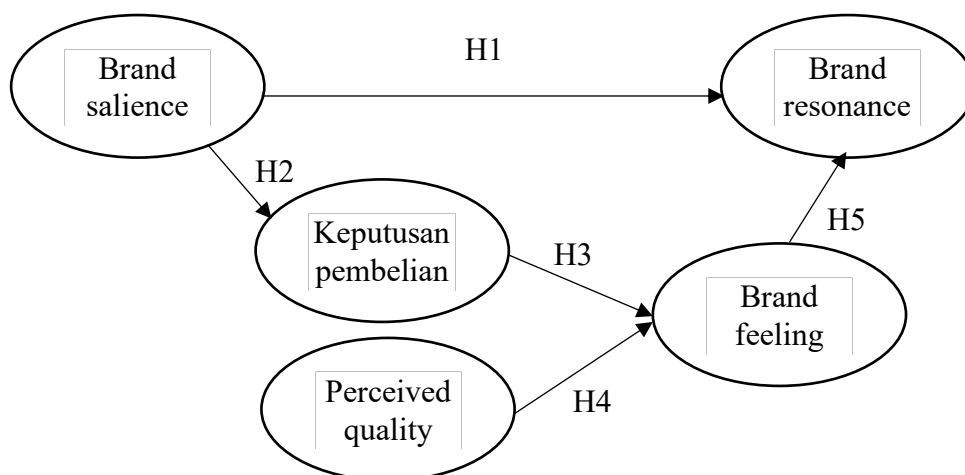 H1
Brand
salience
Brand
resonance
H2
Keputusan
pembelian
H3
H5
Brand
feeling
Perceived
quality
H4